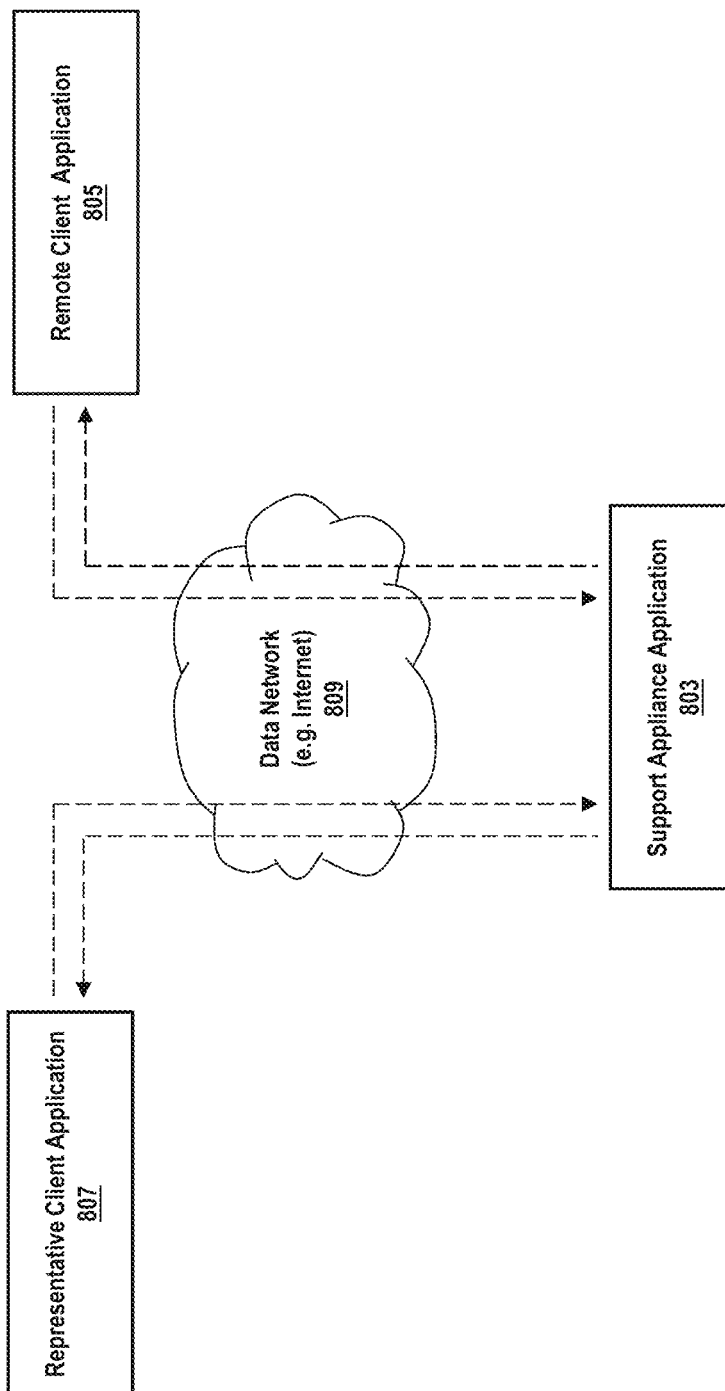 Representative Client Application
807
Remote Client Application
805
Data Network
(e.g. Internet)
809
Support Appliance Application
803